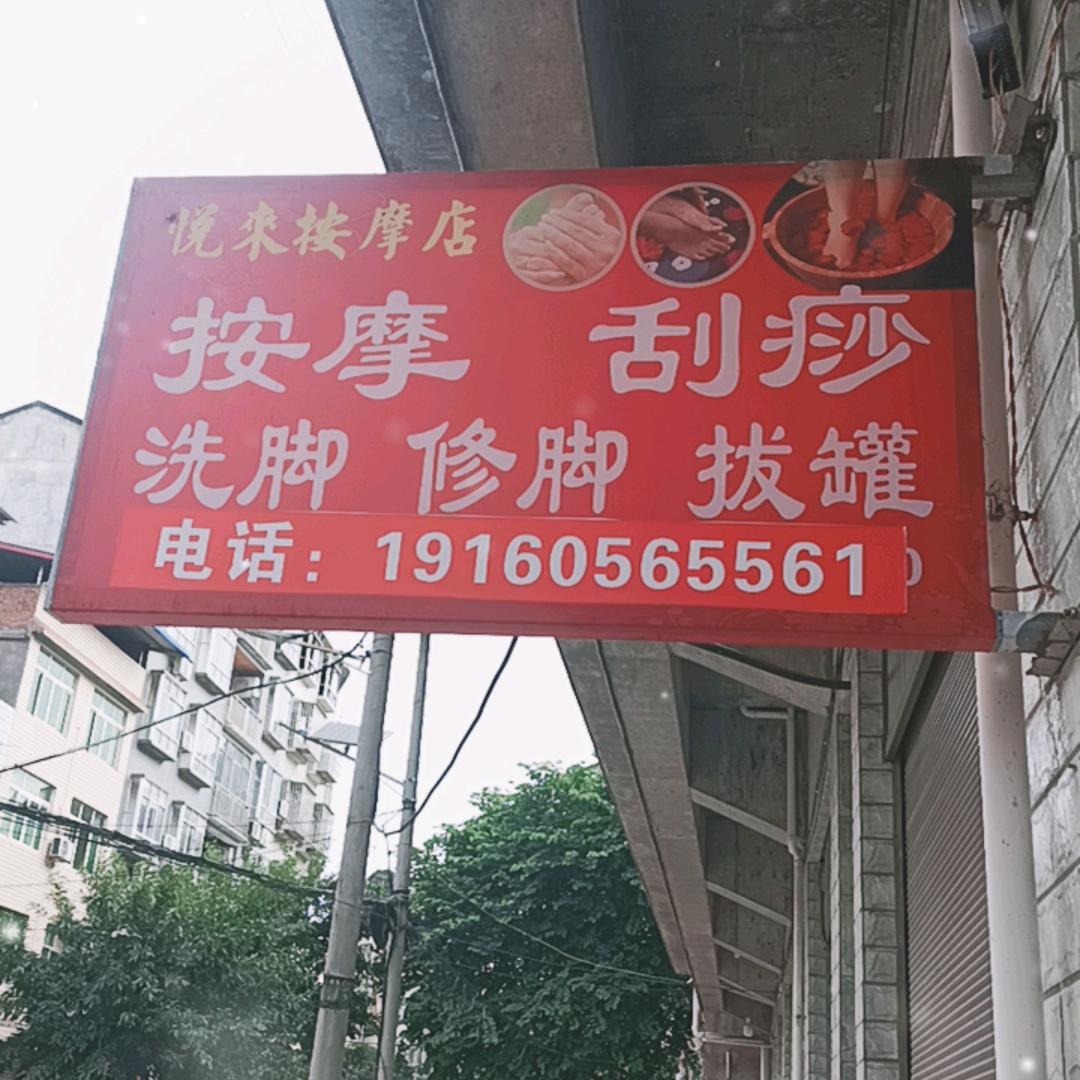 悦来按摩店
按摩 刮痧
洗脚 修脚 拔罐
电话：19160565561